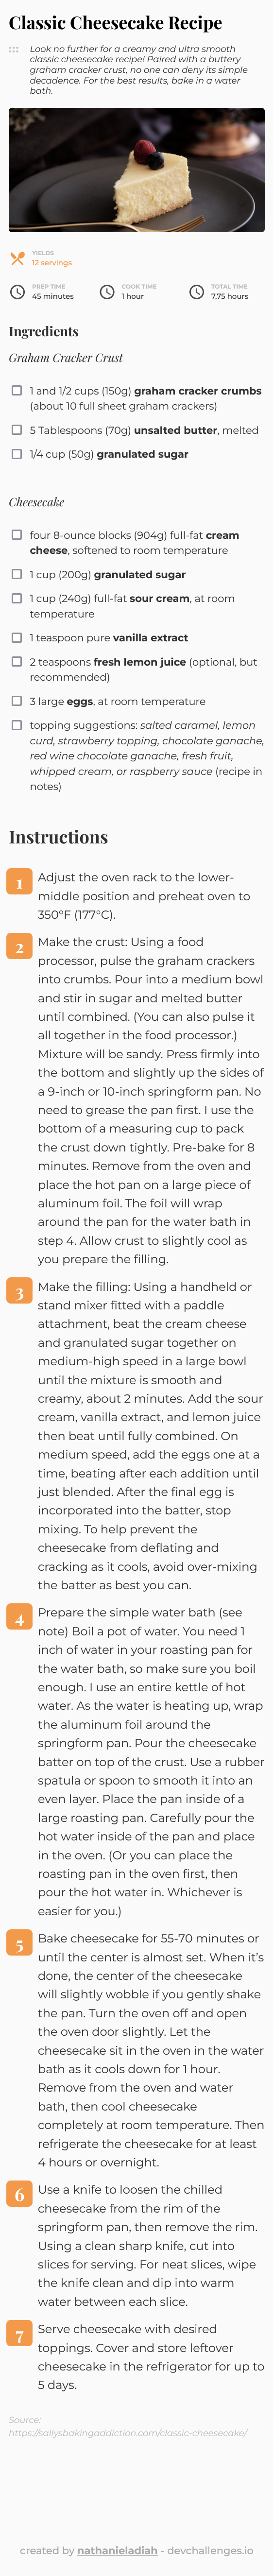 Classic Cheesecake Recipe
Look no further for a creamy and ultra smooth
classic cheesecake recipe! Paired with a buttery
graham cracker crust, no one can deny its simple
decadence. For the best results, bake in a water
bath.
YIELDS
12 servings
PREP TIME
45 minutes
COOK TIME
1 hour
TOTAL TIME
7,75 hours
Ingredients
Graham Cracker Crust
1 and 1/2 cups (150g) graham cracker crumbs
(about 10 full sheet graham crackers)
5 Tablespoons (70g) unsalted butter, melted
1/4 cup (50g) granulated sugar
Cheesecake
four 8-ounce blocks (904g) full-fat cream
cheese, softened to room temperature
1 cup (200g) granulated sugar
1 cup (240g) full-fat sour cream, at room
temperature
1 teaspoon pure vanilla extract
2 teaspoons fresh lemon juice (optional, but
recommended)
3 large eggs, at room temperature
topping suggestions: salted caramel, lemon
curd, strawberry topping, chocolate ganache,
red wine chocolate ganache, fresh fruit,
whipped cream, or raspberry sauce (recipe in
notes)
Instructions
1 Adjust the oven rack to the lower-
middle position and preheat oven to
350°F (177°C).
2 Make the crust: Using a food
processor, pulse the graham crackers
into crumbs. Pour into a medium bowl
and stir in sugar and melted butter
until combined. (You can also pulse it
all together in the food processor.)
Mixture will be sandy. Press firmly into
the bottom and slightly up the sides of
a 9-inch or 10-inch springform pan. No
need to grease the pan first. I use the
bottom of a measuring cup to pack
the crust down tightly. Pre-bake for 8
minutes. Remove from the oven and
place the hot pan on a large piece of
aluminum foil. The foil will wrap
around the pan for the water bath in
step 4. Allow crust to slightly cool as
you prepare the filling.
3 Make the filling: Using a handheld or
stand mixer fitted with a paddle
attachment, beat the cream cheese
and granulated sugar together on
medium-high speed in a large bowl
until the mixture is smooth and
creamy, about 2 minutes. Add the sour
cream, vanilla extract, and lemon juice
then beat until fully combined. On
medium speed, add the eggs one at a
time, beating after each addition until
just blended. After the final egg is
incorporated into the batter, stop
mixing. To help prevent the
cheesecake from deflating and
cracking as it cools, avoid over-mixing
the batter as best you can.
4 Prepare the simple water bath (see
note) Boil a pot of water. You need 1
inch of water in your roasting pan for
the water bath, so make sure you boil
enough. I use an entire kettle of hot
water. As the water is heating up, wrap
the aluminum foil around the
springform pan. Pour the cheesecake
batter on top of the crust. Use a rubber
spatula or spoon to smooth it into an
even layer. Place the pan inside of a
large roasting pan. Carefully pour the
hot water inside of the pan and place
in the oven. (Or you can place the
roasting pan in the oven first, then
pour the hot water in. Whichever is
easier for you.)
5 Bake cheesecake for 55-70 minutes or
until the center is almost set. When it's
done, the center of the cheesecake
will slightly wobble if you gently shake
the pan. Turn the oven off and open
the oven door slightly. Let the
cheesecake sit in the oven in the water
bath as it cools down for 1 hour.
Remove from the oven and water
bath, then cool cheesecake
completely at room temperature. Then
refrigerate the cheesecake for at least
4 hours or overnight.
6 Use a knife to loosen the chilled
cheesecake from the rim of the
springform pan, then remove the rim.
Using a clean sharp knife, cut into
slices for serving. For neat slices, wipe
the knife clean and dip into warm
water between each slice.
7 Serve cheesecake with desired
toppings. Cover and store leftover
cheesecake in the refrigerator for up to
5 days.
Source:
https://sallysbakingaddiction.com/classic-cheesecake/
created by nathanieladiah - devchallenges.io